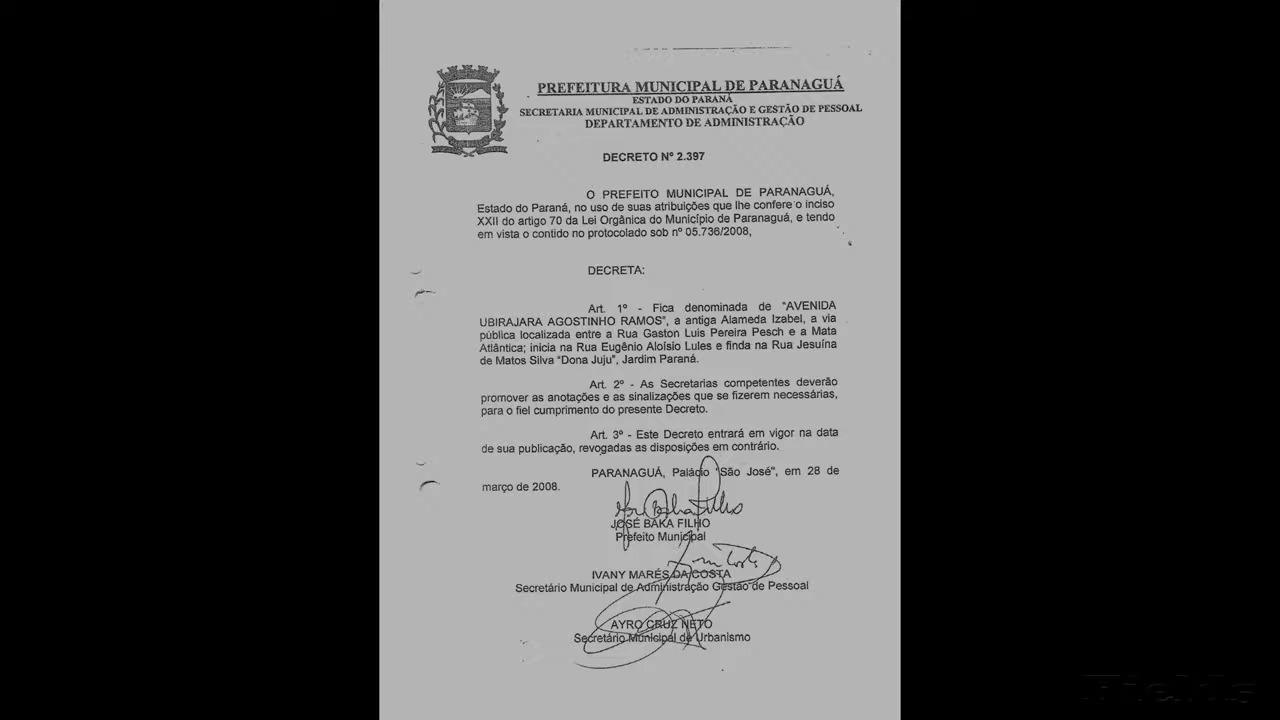 PREFEITURA MUNICIPAL DE PARANAGUÁ
ESTADO DO PARANÁ
SECRETARIA MUNICIPAL DE ADMINISTRAÇÃO E GESTÃO DE PESSOAL
DEPARTAMENTO DE ADMINISTRAÇÃO
DECRETO Nº 2.397
O PREFEITO MUNICIPAL DE PARANAGUÁ,
Estado do Paraná, no uso de suas atribuições que lhe confere o inciso
XXII do artigo 70 da Lei Orgânica do Município de Paranaguá, e tendo
em vista o contido no protocolado sob nº 05.736/2008,
DECRETA:
Art. 1º - Fica denominada de "AVENIDA
UBIRAJARA AGOSTINHO RAMOS", a antiga Alameda Izabel, a via
pública localizada entre a Rua Gaston Luis Pereira Pesch e a Mata
Atlântica; inicia na Rua Eugênio Aloísio Lules e finda na Rua Jesuína
de Matos Silva "Dona Juju", Jardim Paraná.
Art. 2º - As Secretarias competentes deverão
promover as anotações e as sinalizações que se fizerem necessárias,
para o fiel cumprimento do presente Decreto.
Art. 3º - Este Decreto entrará em vigor na data
de sua publicação, revogadas as disposições em contrário.
PARANAGUÁ, Palácio "São José", em 28 de
março de 2008.
JOSÉ BAKA FILHO
Prefeito Municipal
IVANY MARÉS DA COSTA
Secretário Municipal de Administração Gestão de Pessoal
AYRO CRUZ NETO
Secretário Municipal de Urbanismo